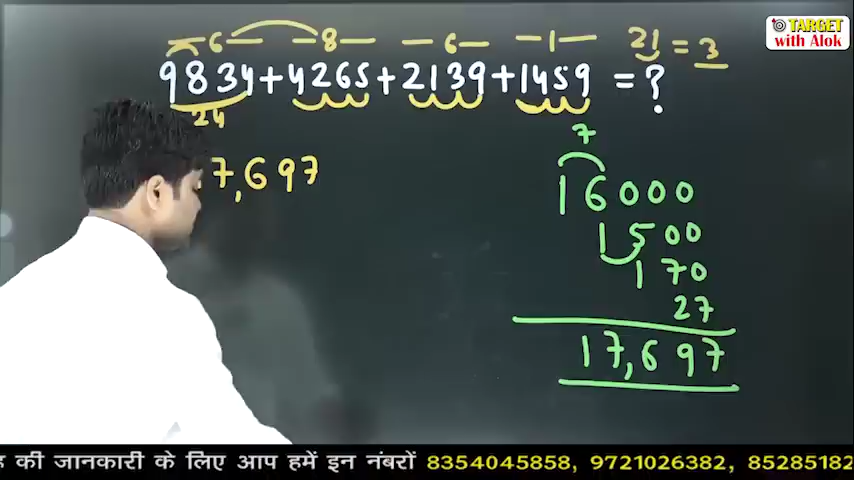 TARGET
with Alok
6 8 6 1 21 = 3
9834+4265+2139+1459 = ?
24
7,697
7
16000
1500
170
27
17,697
की जानकारी के लिए आप हमें इन नंबरों 8354045858, 9721026382,